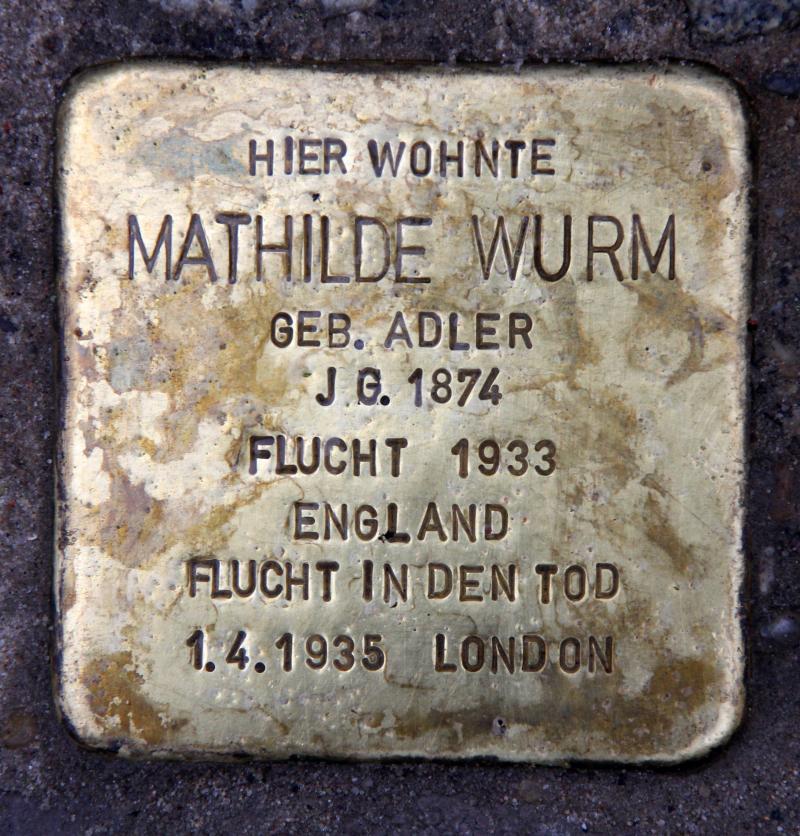 HIER WOHNTE
MATHILDE WURM
GEB. ADLER
JG. 1874
FLUCHT 1933
ENGLAND
FLUCHT IN DEN TOD
1.4.1935 LONDON